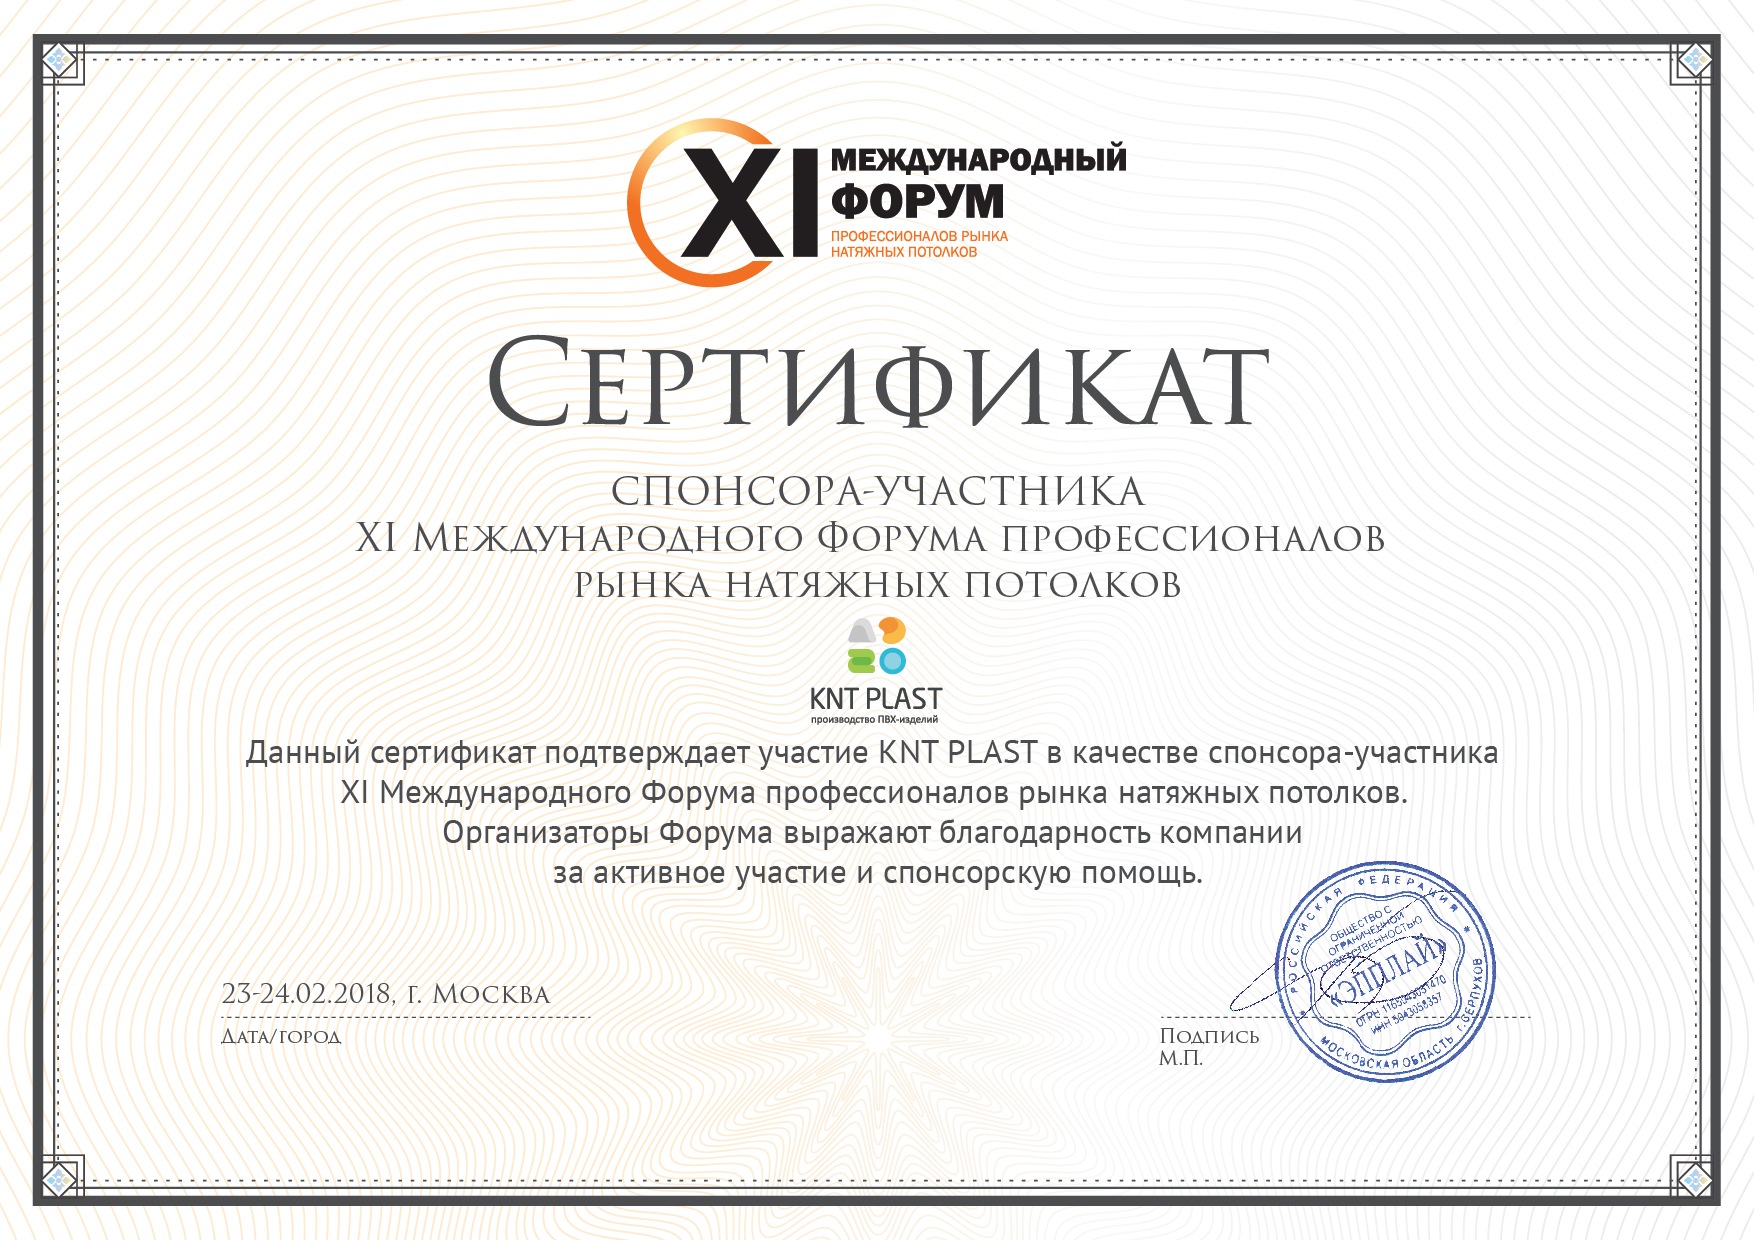 XI
МЕЖДУНАРОДНЫЙ
ФОРУМ
ПРОФЕССИОНАЛОВ РЫНКА
НАТЯЖНЫХ ПОТОЛКОВ
Сертификат
спонсора-участника
XI Международного Форума профессионалов
рынка натяжных потолков
KNT PLAST
производство ПВХ-изделий
Данный сертификат подтверждает участие KNT PLAST в качестве спонсора-участника
XI Международного Форума профессионалов рынка натяжных потолков.
Организаторы Форума выражают благодарность компании
за активное участие и спонсорскую помощь.
23-24.02.2018, г. Москва
Дата/город
Подпись
М.П.
РОССИЙСКАЯ ФЕДЕРАЦИЯ
ОБЩЕСТВО С
ОГРАНИЧЕННОЙ
ОТВЕТСТВЕННОСТЬЮ
«ЭППЛАЙ»
ОГРН
ИНН
МОСКОВСКАЯ ОБЛАСТЬ г.СЕРПУХОВ